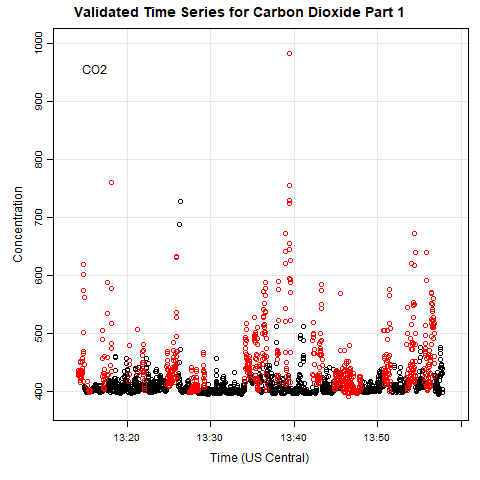 Validated Time Series for Carbon Dioxide Part 1
CO2
1000
900
800
700
600
500
400
Concentration
13:20 13:30 13:40 13:50
Time (US Central)